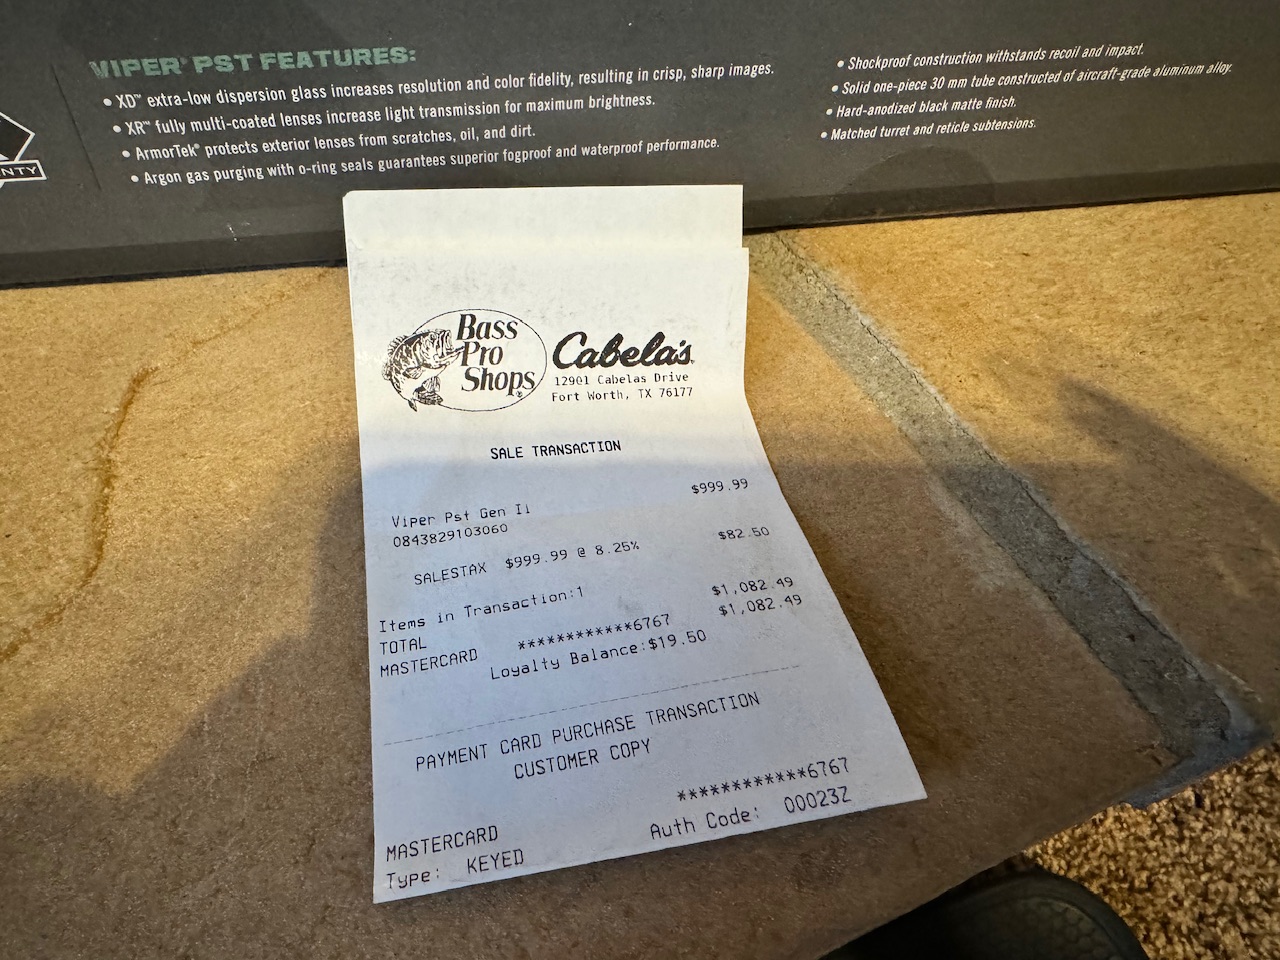 VIPER® PST FEATURES:
• XD™ extra-low dispersion glass increases resolution and color fidelity, resulting in crisp, sharp images.
• XR™ fully multi-coated lenses increase light transmission for maximum brightness.
• ArmorTek® protects exterior lenses from scratches, oil, and dirt.
• Argon gas purging with o-ring seals guarantees superior fogproof and waterproof performance.
• Shockproof construction withstands recoil and impact.
• Solid one-piece 30 mm tube constructed of aircraft-grade aluminum alloy.
• Hard-anodized black matte finish.
• Matched turret and reticle subtensions.
Bass
Pro
Shops®
Cabela's
12901 Cabelas Drive
Fort Worth, TX 76177
SALE TRANSACTION
Viper Pst Gen Ii $999.99
0843829103060
SALESTAX $999.99 @ 8.25% $82.50
Items in Transaction:1
TOTAL $1,082.49
MASTERCARD ************6767 $1,082.49
Loyalty Balance:$19.50
PAYMENT CARD PURCHASE TRANSACTION
CUSTOMER COPY
MASTERCARD ************6767
Type: KEYED Auth Code: 00023Z